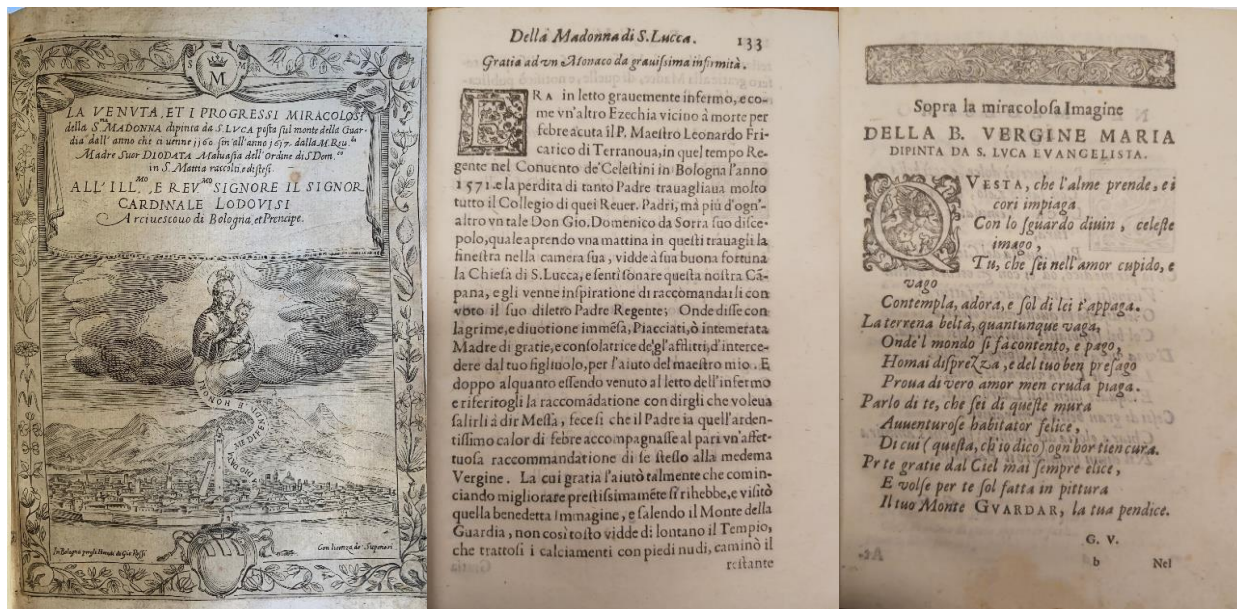 S M
M
MAR
LA VENVTA, ET I PROGRESSI MIRACOLOSI
della S.ma MADONNA dipinta da S. LVCA posta sul monte della Guar-
dia dall'anno che ci uenne 1160 fin'all'anno 1617. dalla M. Reu.da
Madre Suor DIODATA Maluasia dell'Ordine di S. Dom.co
in S. Mattia raccolti, e distesi.
ALL'ILL.MO E REV.MO SIGNORE IL SIGNOR
CARDINALE LODOVISI
Arciuescouo di Bologna, et Prencipe.
HONOR
In Bologna per gli Heredi di Gio: Rossi
Con licenza de' Superiori
Della Madonna di S. Lucca. 133
Gratia ad vn Monaco da grauissima infirmità.
ERA in letto grauemente infermo, e co-
me vn'altro Ezechia vicino à morte per
febre acuta il P. Maestro Leonardo Fri-
carico di Terranoua, in quel tempo Re-
gente nel Conuento de'Celestini in Bologna l'anno
1571. e la perdita di tanto Padre trauagliaua molto
tutto il Collegio di quei Reuer. Padri, mà più d'ogn'-
altro vn tale Don Gio. Domenico da Sorra suo disce-
polo, quale aprendo vna mattina in questi trauagli la
finestra nella camera sua, vidde à sua buona fortuna
la Chiesa di S. Lucca, e sentì sonare questa nostra Cã-
pana, e gli venne inspiratione di raccomandarsi con
voto il suo diletto Padre Regente; Onde disse con
lagrime, e diuotione immẽsa, Piacciati, ò intemerata
Madre di gratie, e consolatrice de'gl'afflitti, d'interce-
dere dal tuo figliuolo, per l'aiuto del maestro mio. E
doppo alquanto essendo venuto al letto dell'infermo
e riferitogli la raccomãdatione con dirgli che voleua
salirli à dir Messa, fece sì che il Padre in quell'arden-
tissimo calor di febre accompagnasse al pari vn'affet-
tuosa raccommandatione di se stesso alla medema
Vergine. La cui gratia l'aiutò talmente che comin-
ciando migliorare prestissimamẽte si rihebbe, e visitò
quella benedetta Immagine, e salendo il Monte della
Guardia, non così tosto vidde di lontano il Tempio,
che trattosi i calciamenti con piedi nudi, caminò il
restante
Sopra la miracolosa Imagine
DELLA B. VERGINE MARIA
DIPINTA DA S. LVCA EVANGELISTA.
QVESTA, che l'alme prende, e i
cori impiaga
Con lo sguardo diuin, celeste
imago,
Tu, che sei nell'amor cupido, e
vago
Contempla, adora, e sol di lei t'appaga.
La terrena beltà, quantunque vaga,
Onde'l mondo si fa contento, e pago,
Homai disprezza, e del tuo ben presago
Proua di vero amor men cruda piaga.
Parlo di te, che sei di queste mura
Auuenturoso habitator felice,
Di cui (questa, ch'io dico) ogn hor tien cura.
Pr te gratie dal Ciel mai sempre elice,
E volse per te sol fatta in pittura
Il tuo Monte GVARDAR, la tua pendice.
G. V.
b Nel